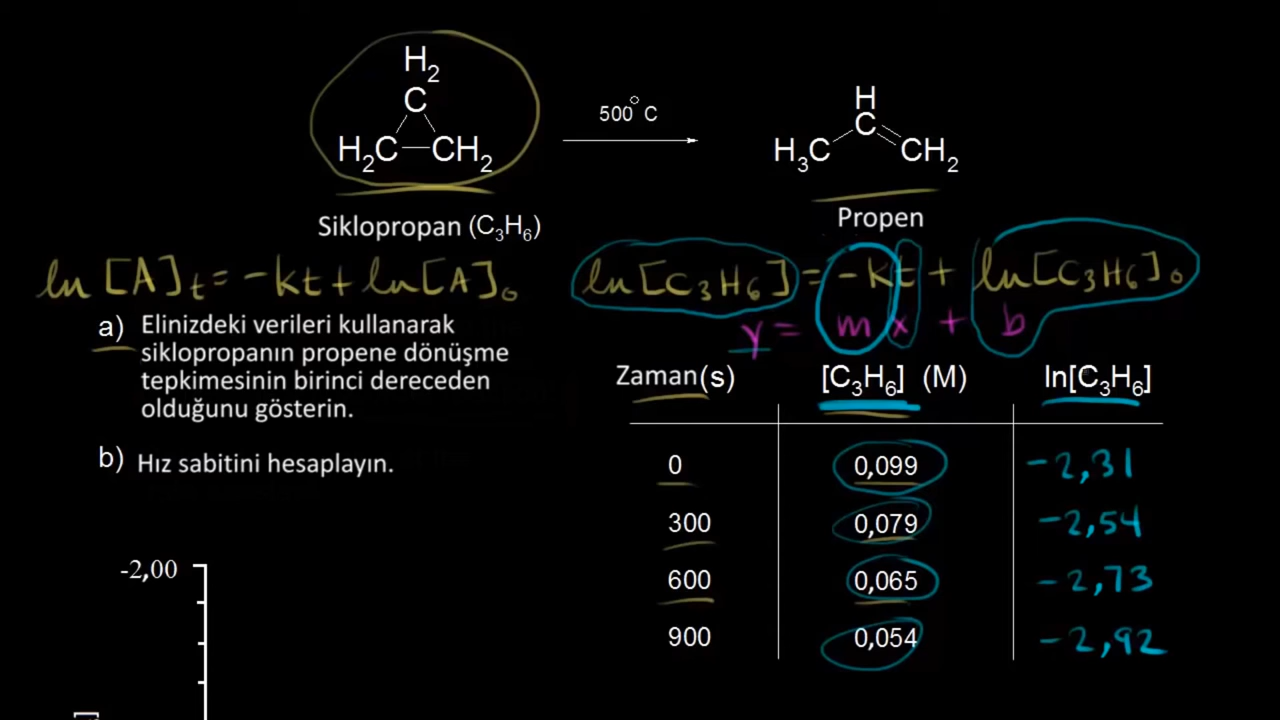 H₂
C
H₂C CH₂
500°C
H
C
H₃C CH₂
Siklopropan (C₃H₆)
Propen
ln [A]t = -kt + ln [A]₀
ln [C₃H₆] = -kt + ln [C₃H₆]₀
y = m x + b
a) Elinizdeki verileri kullanarak
siklopropanın propene dönüşme
tepkimesinin birinci dereceden
olduğunu gösterin.
b) Hız sabitini hesaplayın.
Zaman (s) [C₃H₆] (M) ln[C₃H₆]
0 0,099 -2,31
300 0,079 -2,54
600 0,065 -2,73
900 0,054 -2,92
-2,00